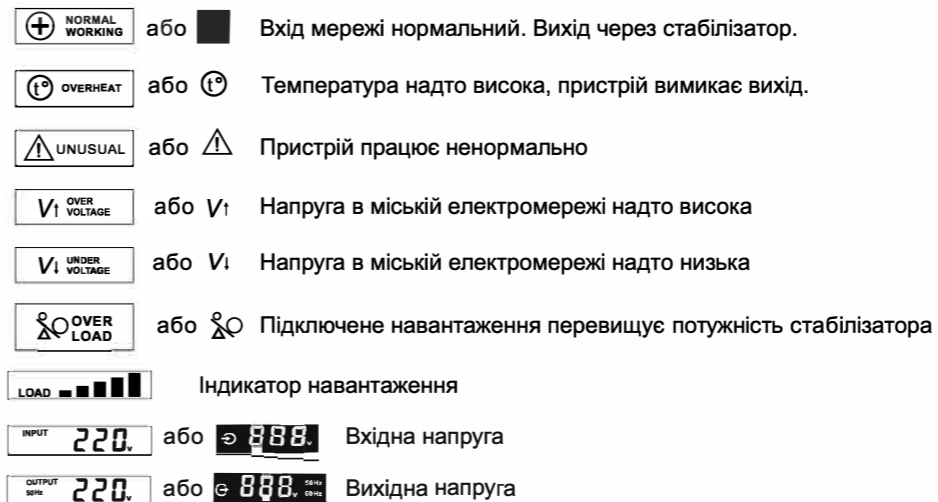 NORMAL WORKING або Вхід мережі нормальний. Вихід через стабілізатор.
t° OVERHEAT або t° Температура надто висока, пристрій вимикає вихід.
UNUSUAL або Пристрій працює ненормально
V↑ OVER VOLTAGE або V↑ Напруга в міській електромережі надто висока
V↓ UNDER VOLTAGE або V↓ Напруга в міській електромережі надто низька
OVER LOAD або Підключене навантаження перевищує потужність стабілізатора
LOAD Індикатор навантаження
INPUT 220v або 888v Вхідна напруга
OUTPUT 50Hz 220v або 888v 50Hz 60Hz Вихідна напруга